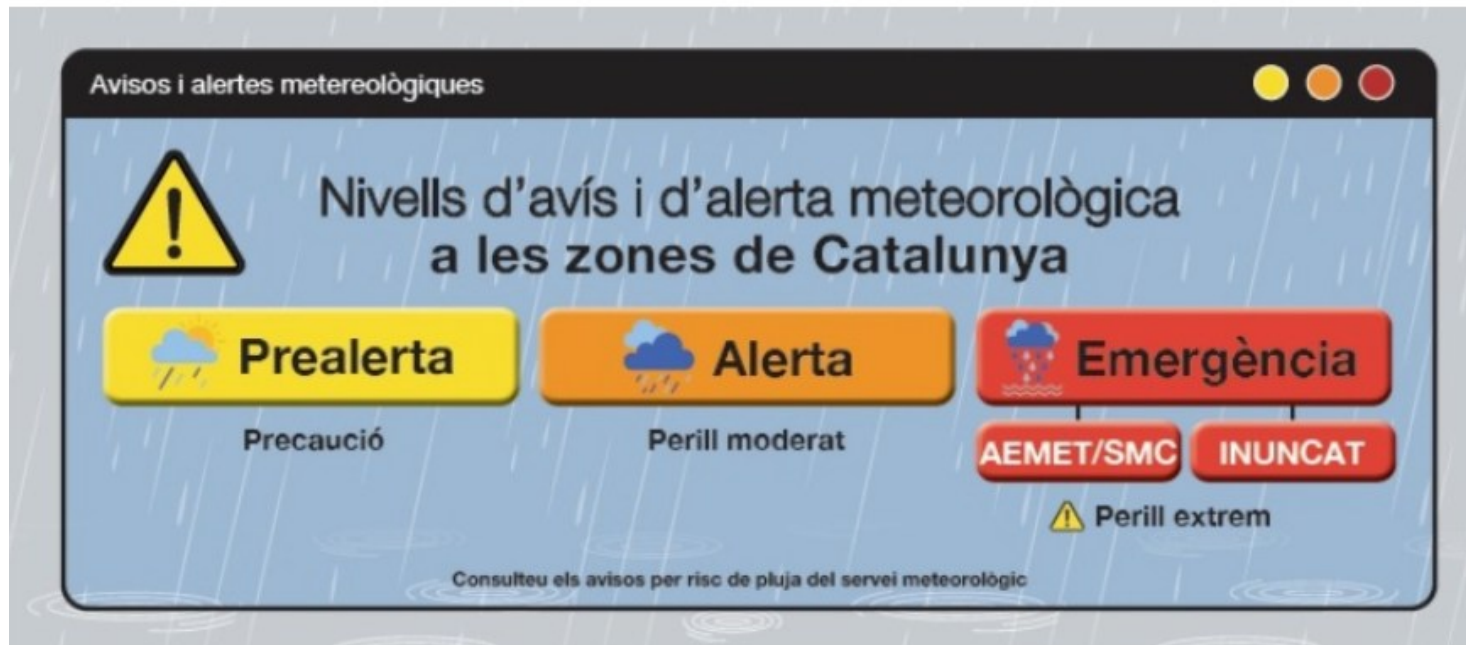 Avisos i alertes metereològiques
Nivells d'avís i d'alerta meteorològica
a les zones de Catalunya
Prealerta
Alerta
Emergència
Precaució
Perill moderat
AEMET/SMC
INUNCAT
Perill extrem
Consulteu els avisos per risc de pluja del servei meteorològic